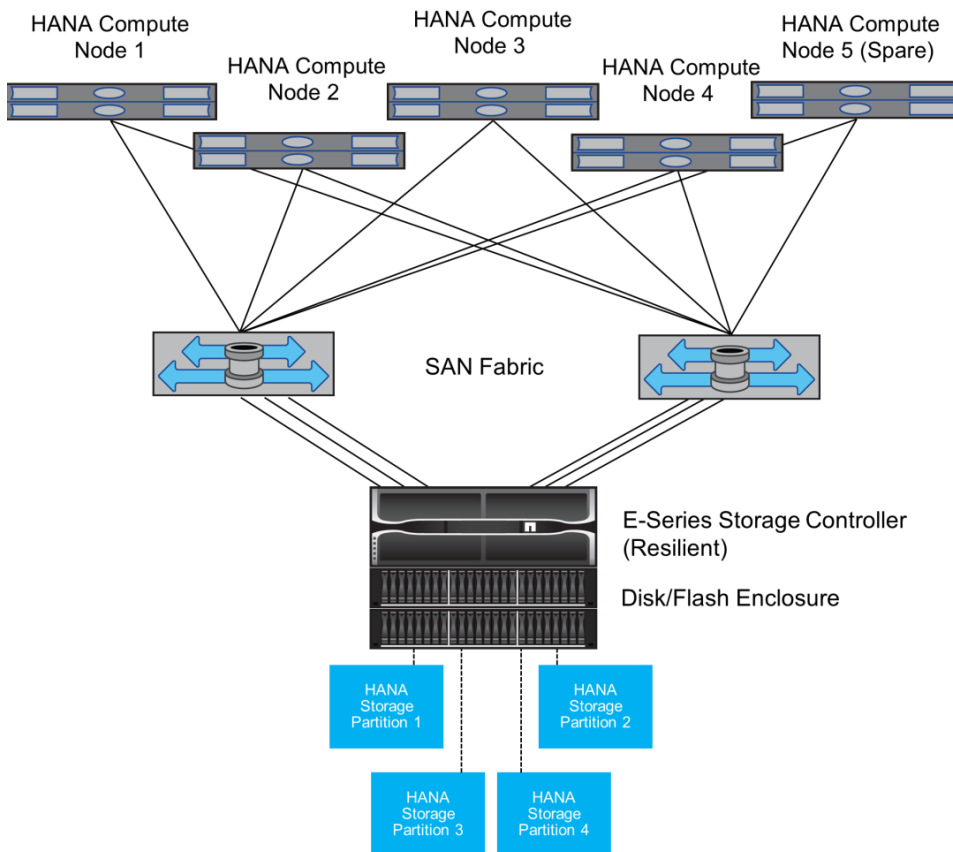 HANA Compute
Node 1
HANA Compute
Node 2
HANA Compute
Node 3
HANA Compute
Node 4
HANA Compute
Node 5 (Spare)
SAN Fabric
E-Series Storage Controller
(Resilient)
Disk/Flash Enclosure
HANA
Storage
Partition 1
HANA
Storage
Partition 2
HANA
Storage
Partition 3
HANA
Storage
Partition 4